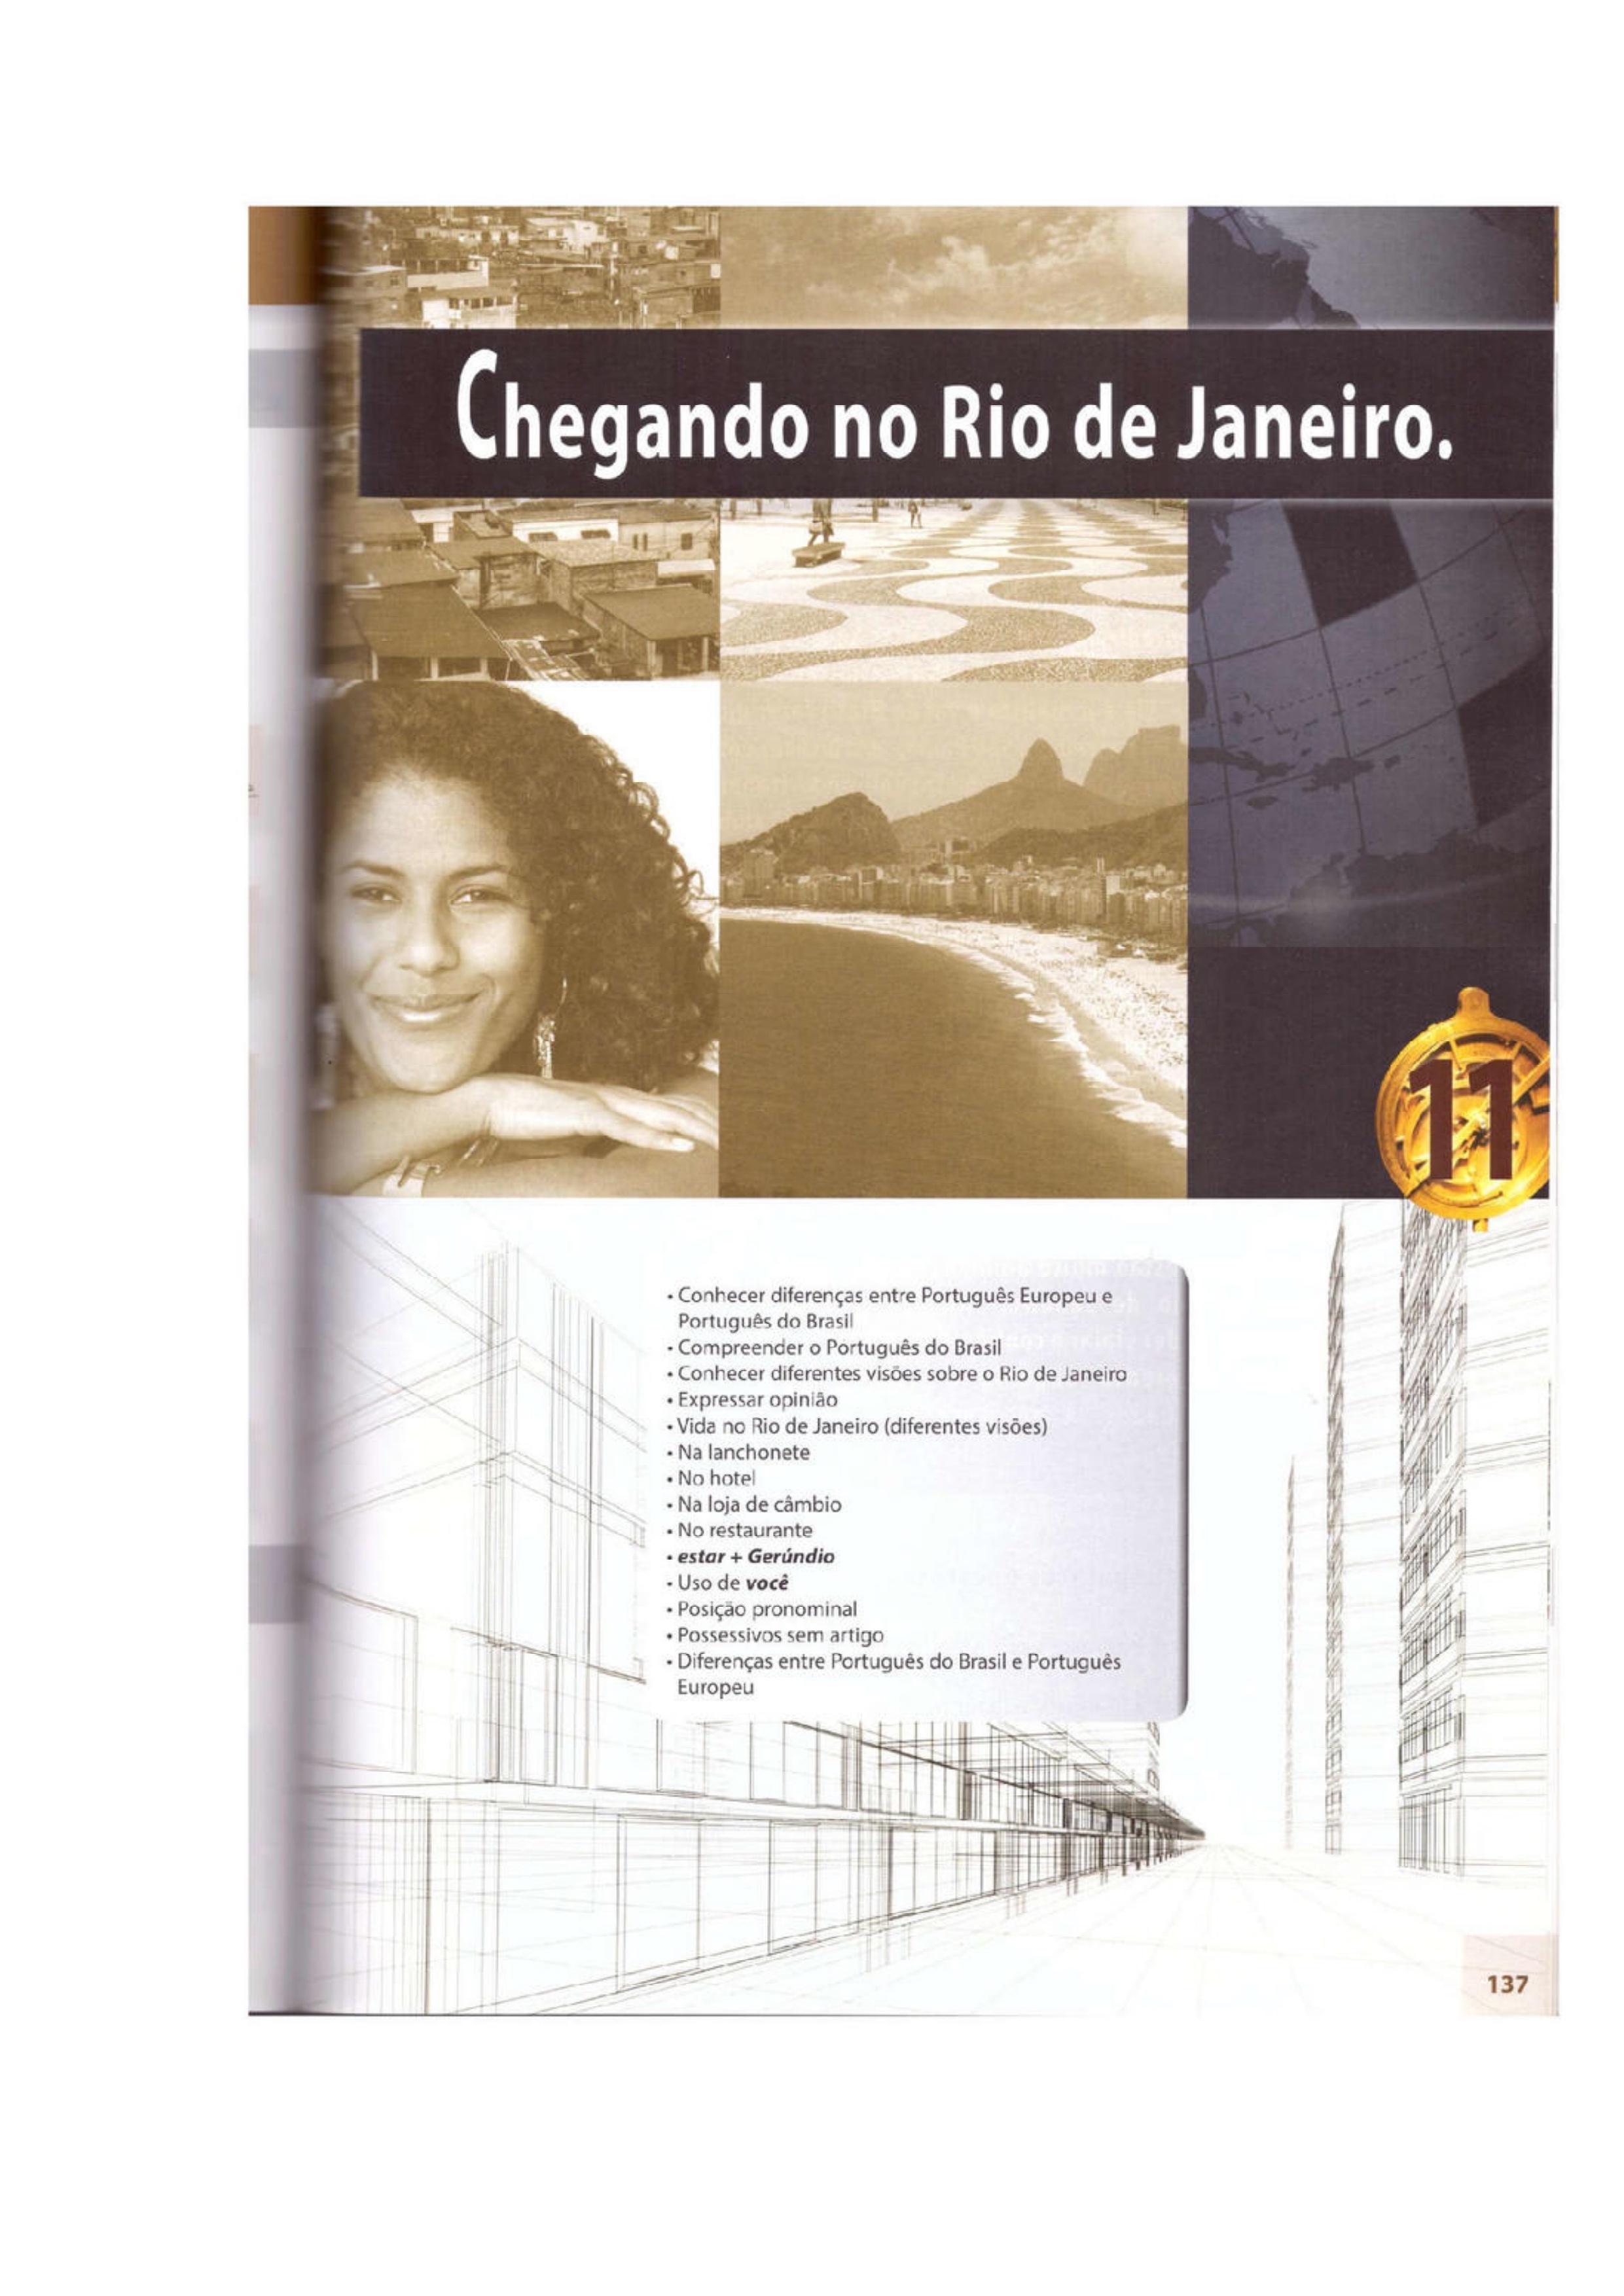 Chegando no Rio de Janeiro.
11
• Conhecer diferenças entre Português Europeu e
Português do Brasil
• Compreender o Português do Brasil
• Conhecer diferentes visões sobre o Rio de Janeiro
• Expressar opinião
• Vida no Rio de Janeiro (diferentes visões)
• Na lanchonete
• No hotel
• Na loja de câmbio
• No restaurante
• estar + Gerúndio
• Uso de você
• Posição pronominal
• Possessivos sem artigo
• Diferenças entre Português do Brasil e Português
Europeu
137